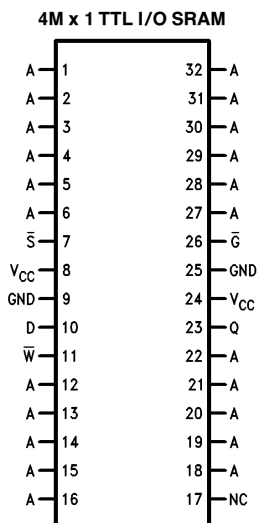 4M x 1 TTL I/O SRAM
A 1 32 A
A 2 31 A
A 3 30 A
A 4 29 A
A 5 28 A
A 6 27 A
S̅ 7 26 G̅
VCC 8 25 GND
GND 9 24 VCC
D 10 23 Q
W̅ 11 22 A
A 12 21 A
A 13 20 A
A 14 19 A
A 15 18 A
A 16 17 NC